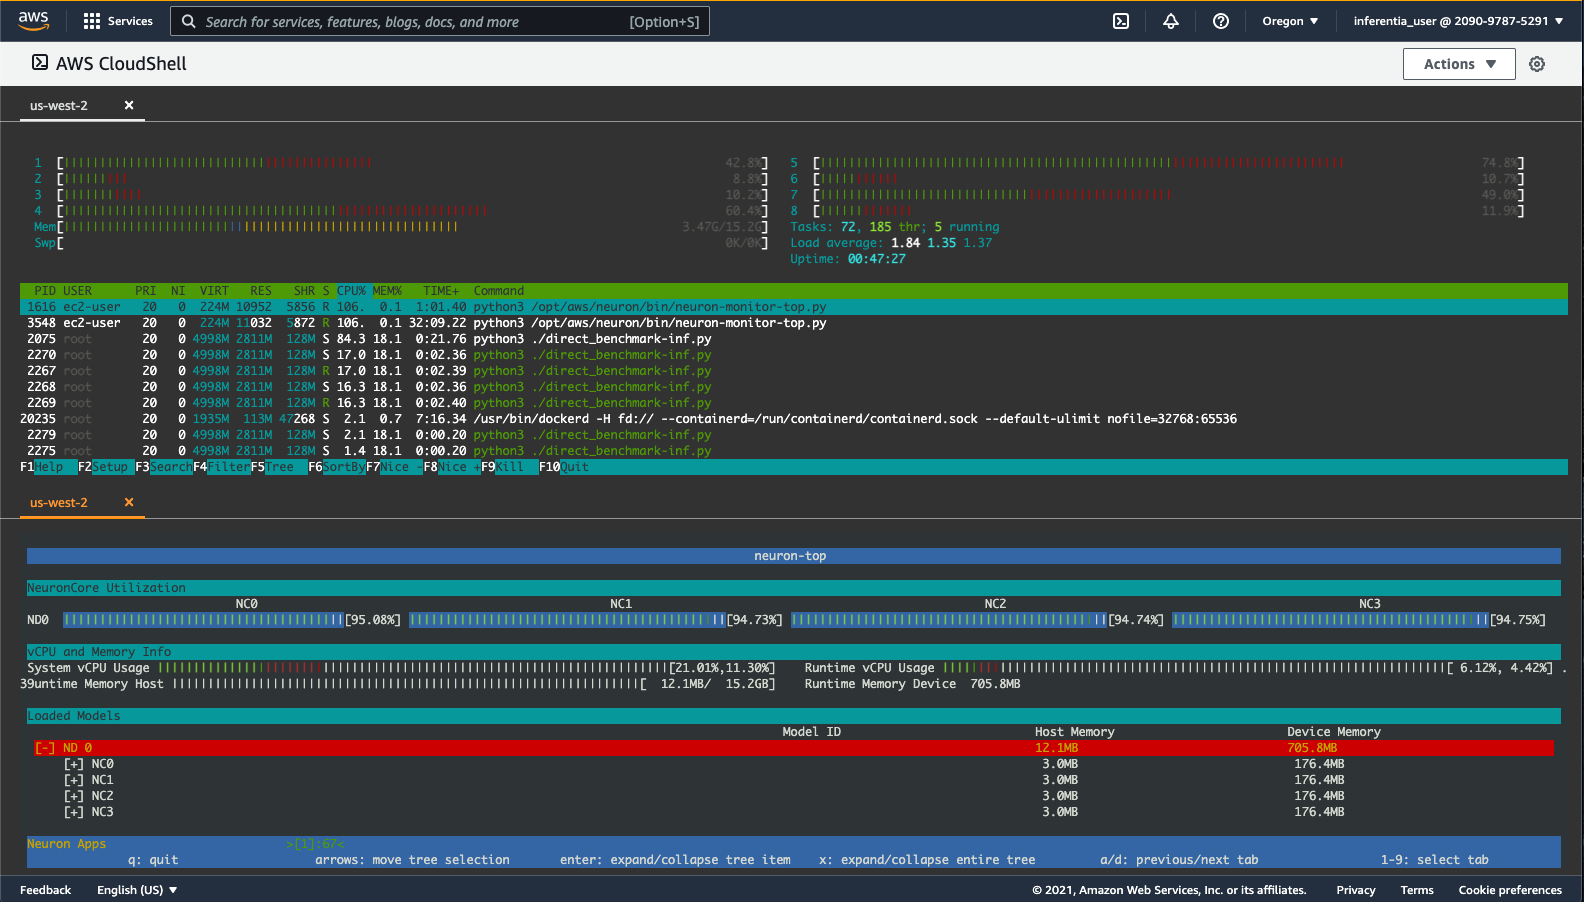 aws Services Search for services, features, blogs, docs, and more [Option+S] Oregon ▼ inferentia_user @ 2090-9787-5291 ▼
AWS CloudShell Actions ▼
us-west-2 ×
1 [ 42.8%] 5 [ 74.8%]
2 [ 8.8%] 6 [ 10.7%]
3 [ 10.2%] 7 [ 49.0%]
4 [ 60.4%] 8 [ 11.9%]
Mem[ 3.47G/15.2G] Tasks: 72, 185 thr; 5 running
Swp[ 0K/0K] Load average: 1.84 1.35 1.37
Uptime: 00:47:27
PID USER PRI NI VIRT RES SHR S CPU% MEM% TIME+ Command
1616 ec2-user 20 0 224M 10952 5856 R 106. 0.1 1:01.40 python3 /opt/aws/neuron/bin/neuron-monitor-top.py
3548 ec2-user 20 0 224M 11032 5872 R 106. 0.1 32:09.22 python3 /opt/aws/neuron/bin/neuron-monitor-top.py
2075 root 20 0 4998M 2811M 128M S 84.3 18.1 0:21.76 python3 ./direct_benchmark-inf.py
2270 root 20 0 4998M 2811M 128M S 17.0 18.1 0:02.36 python3 ./direct_benchmark-inf.py
2267 root 20 0 4998M 2811M 128M R 17.0 18.1 0:02.39 python3 ./direct_benchmark-inf.py
2268 root 20 0 4998M 2811M 128M S 16.3 18.1 0:02.36 python3 ./direct_benchmark-inf.py
2269 root 20 0 4998M 2811M 128M R 16.3 18.1 0:02.40 python3 ./direct_benchmark-inf.py
20235 root 20 0 1935M 113M 47268 S 2.1 0.7 7:16.34 /usr/bin/dockerd -H fd:// --containerd=/run/containerd/containerd.sock --default-ulimit nofile=32768:65536
2279 root 20 0 4998M 2811M 128M S 2.1 18.1 0:00.20 python3 ./direct_benchmark-inf.py
2275 root 20 0 4998M 2811M 128M S 1.4 18.1 0:00.20 python3 ./direct_benchmark-inf.py
F1Help F2Setup F3SearchF4FilterF5Tree F6SortByF7Nice -F8Nice +F9Kill F10Quit
us-west-2 ×
neuron-top
NeuronCore Utilization
NC0 NC1 NC2 NC3
ND0 [95.08%] [94.73%] [94.74%] [94.75%]
vCPU and Memory Info
System vCPU Usage [21.01%,11.30%] Runtime vCPU Usage [ 6.12%, 4.42%] .
39untime Memory Host [ 12.1MB/ 15.2GB] Runtime Memory Device 705.8MB
Loaded Models
Model ID Host Memory Device Memory
[-] ND 0 12.1MB 705.8MB
[+] NC0 3.0MB 176.4MB
[+] NC1 3.0MB 176.4MB
[+] NC2 3.0MB 176.4MB
[+] NC3 3.0MB 176.4MB
Neuron Apps >[1]:67<
q: quit arrows: move tree selection enter: expand/collapse tree item x: expand/collapse entire tree a/d: previous/next tab 1-9: select tab
Feedback English (US) ▼ © 2021, Amazon Web Services, Inc. or its affiliates. Privacy Terms Cookie preferences